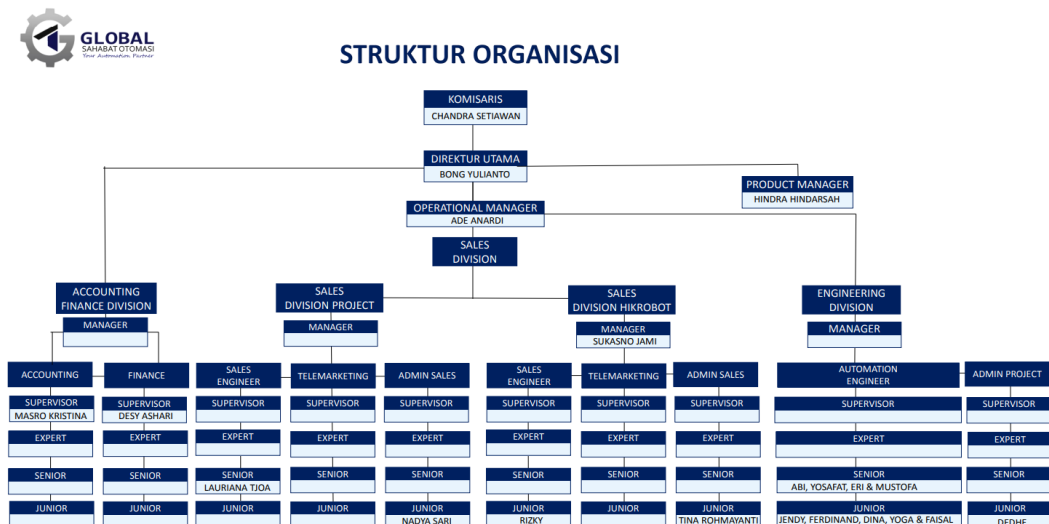 GLOBAL
SAHABAT OTOMASI
Your Automation Partner
STRUKTUR ORGANISASI
KOMISARIS
CHANDRA SETIAWAN
DIREKTUR UTAMA
BONG YULIANTO
PRODUCT MANAGER
HINDRA HINDARSAH
OPERATIONAL MANAGER
ADE ANARDI
SALES
DIVISION
ACCOUNTING
FINANCE DIVISION
MANAGER
SALES
DIVISION PROJECT
MANAGER
SALES
DIVISION HIKROBOT
MANAGER
SUKASNO JAMI
ENGINEERING
DIVISION
MANAGER
ACCOUNTING
FINANCE
SALES
ENGINEER
TELEMARKETING
ADMIN SALES
SALES
ENGINEER
TELEMARKETING
ADMIN SALES
AUTOMATION
ENGINEER
ADMIN PROJECT
SUPERVISOR
MASRO KRISTINA
SUPERVISOR
DESY ASHARI
SUPERVISOR
SUPERVISOR
SUPERVISOR
SUPERVISOR
SUPERVISOR
SUPERVISOR
SUPERVISOR
SUPERVISOR
EXPERT
EXPERT
EXPERT
EXPERT
EXPERT
EXPERT
EXPERT
EXPERT
EXPERT
EXPERT
SENIOR
SENIOR
SENIOR
LAURIANA TJOA
SENIOR
SENIOR
SENIOR
SENIOR
SENIOR
SENIOR
ABI, YOSAFAT, ERI & MUSTOFA
SENIOR
JUNIOR
JUNIOR
JUNIOR
JUNIOR
JUNIOR
NADYA SARI
JUNIOR
RIZKY
JUNIOR
JUNIOR
TINA ROHMAYANTI
JUNIOR
JENDY, FERDINAND, DINA, YOGA & FAISAL
JUNIOR